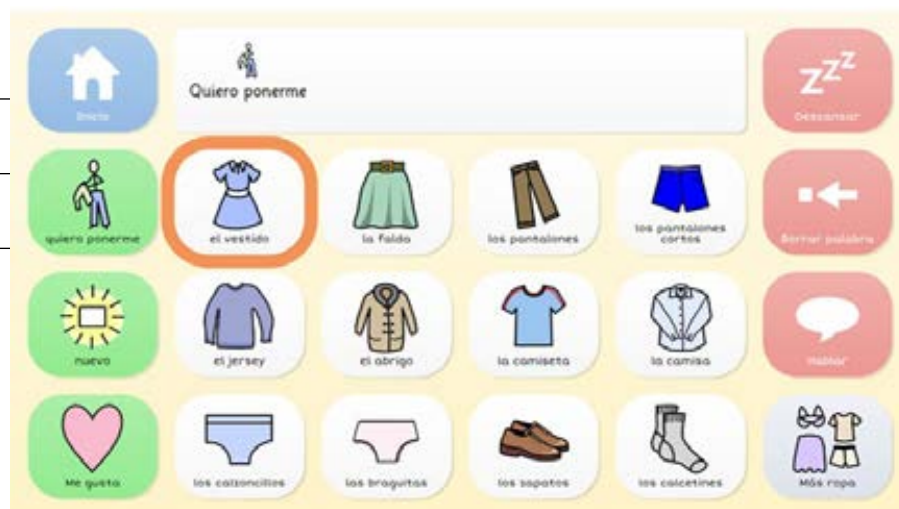 Inicio
Quiero ponerme
zzz
Descansar
quiero ponerme
el vestido
la falda
los pantalones
los pantalones
cortos
Borrar palabra
nuevo
el jersey
el abrigo
la camiseta
la camisa
Hablar
Me gusta
los calzoncillos
las braguitas
los zapatos
los calcetines
Más ropa